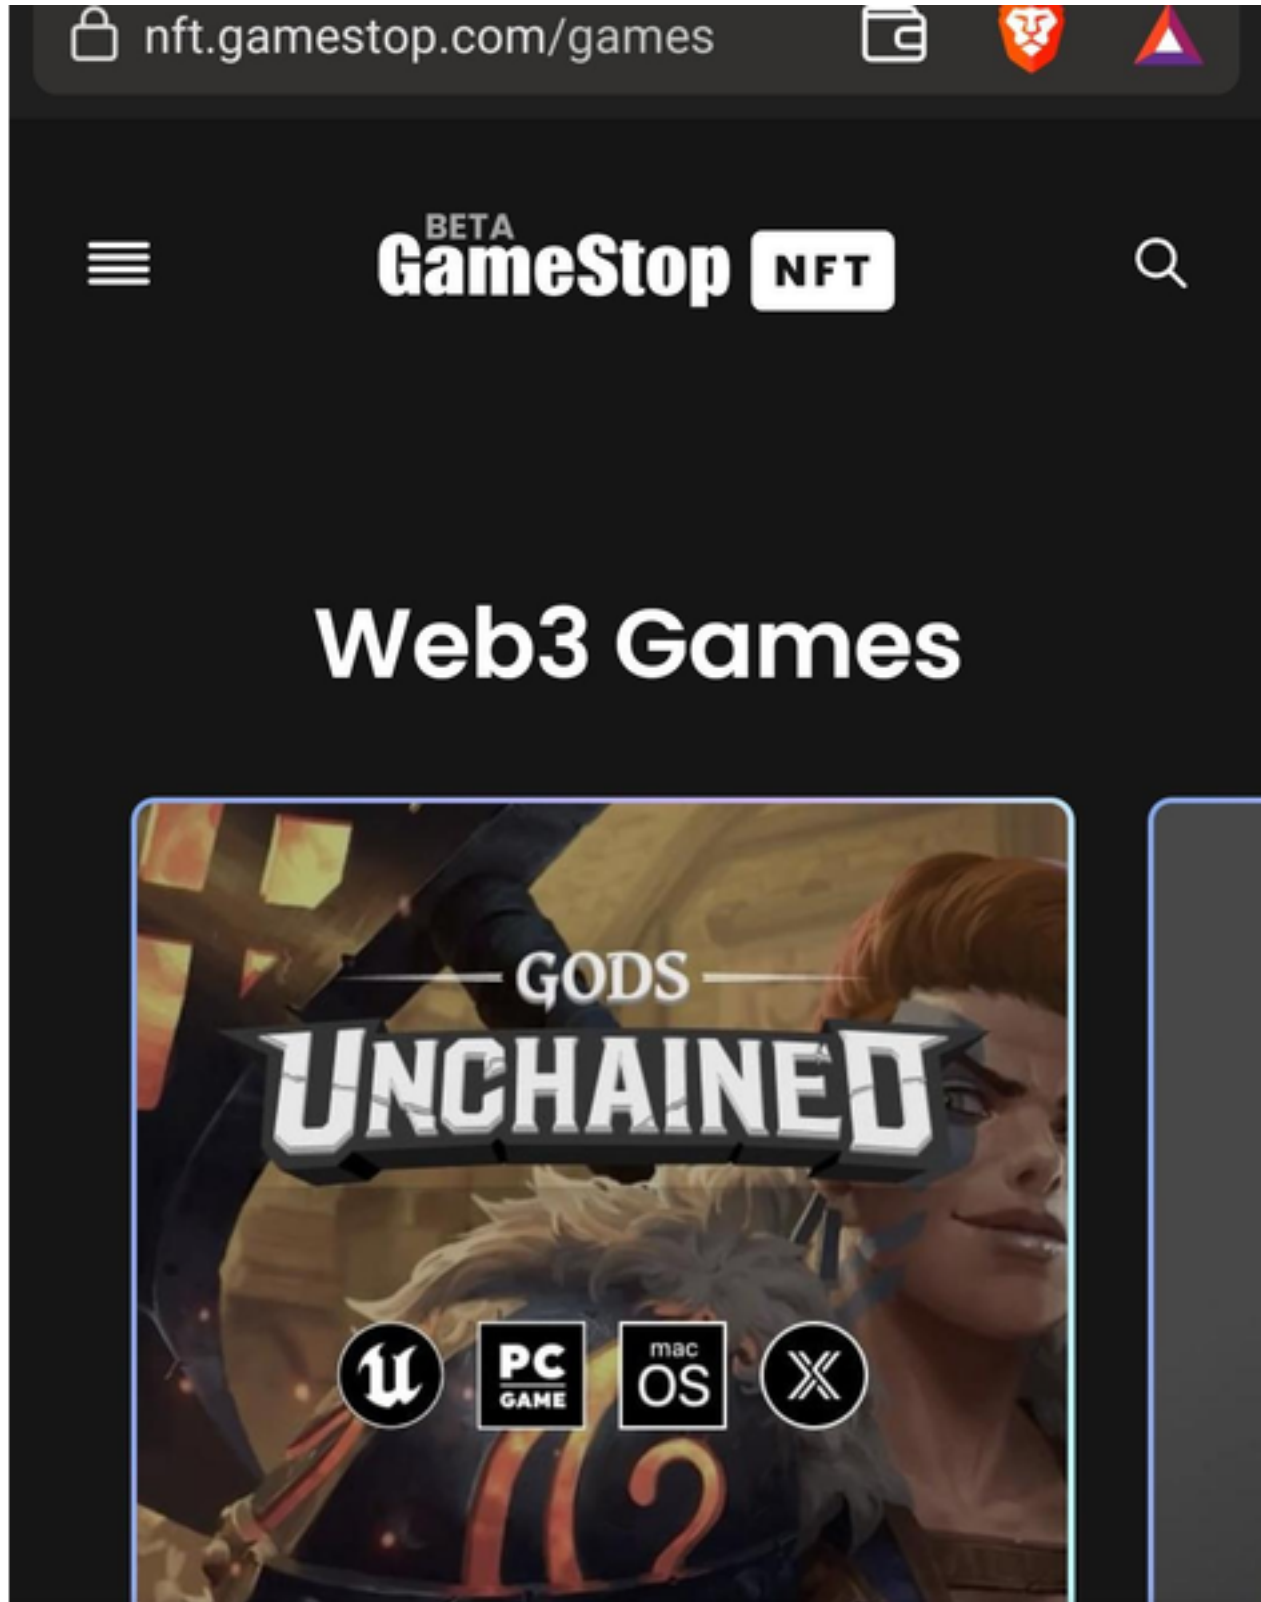 nft.gamestop.com/games
BETA
GameStop NFT
Web3 Games
GODS
UNCHAINED
PC
GAME
mac
OS